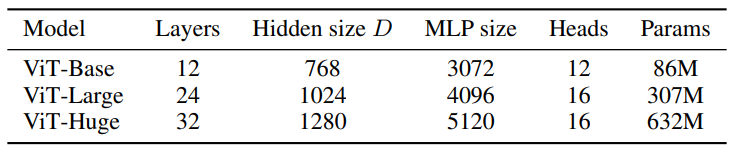 Model Layers Hidden size D MLP size Heads Params
ViT-Base 12 768 3072 12 86M
ViT-Large 24 1024 4096 16 307M
ViT-Huge 32 1280 5120 16 632M